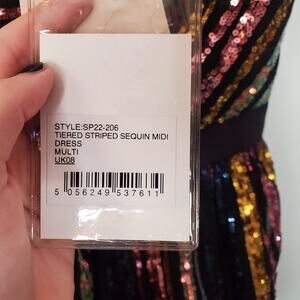 STYLE:SP22-206
TIERED STRIPED SEQUIN MIDI
DRESS
MULTI
UK08
5 056249 537611